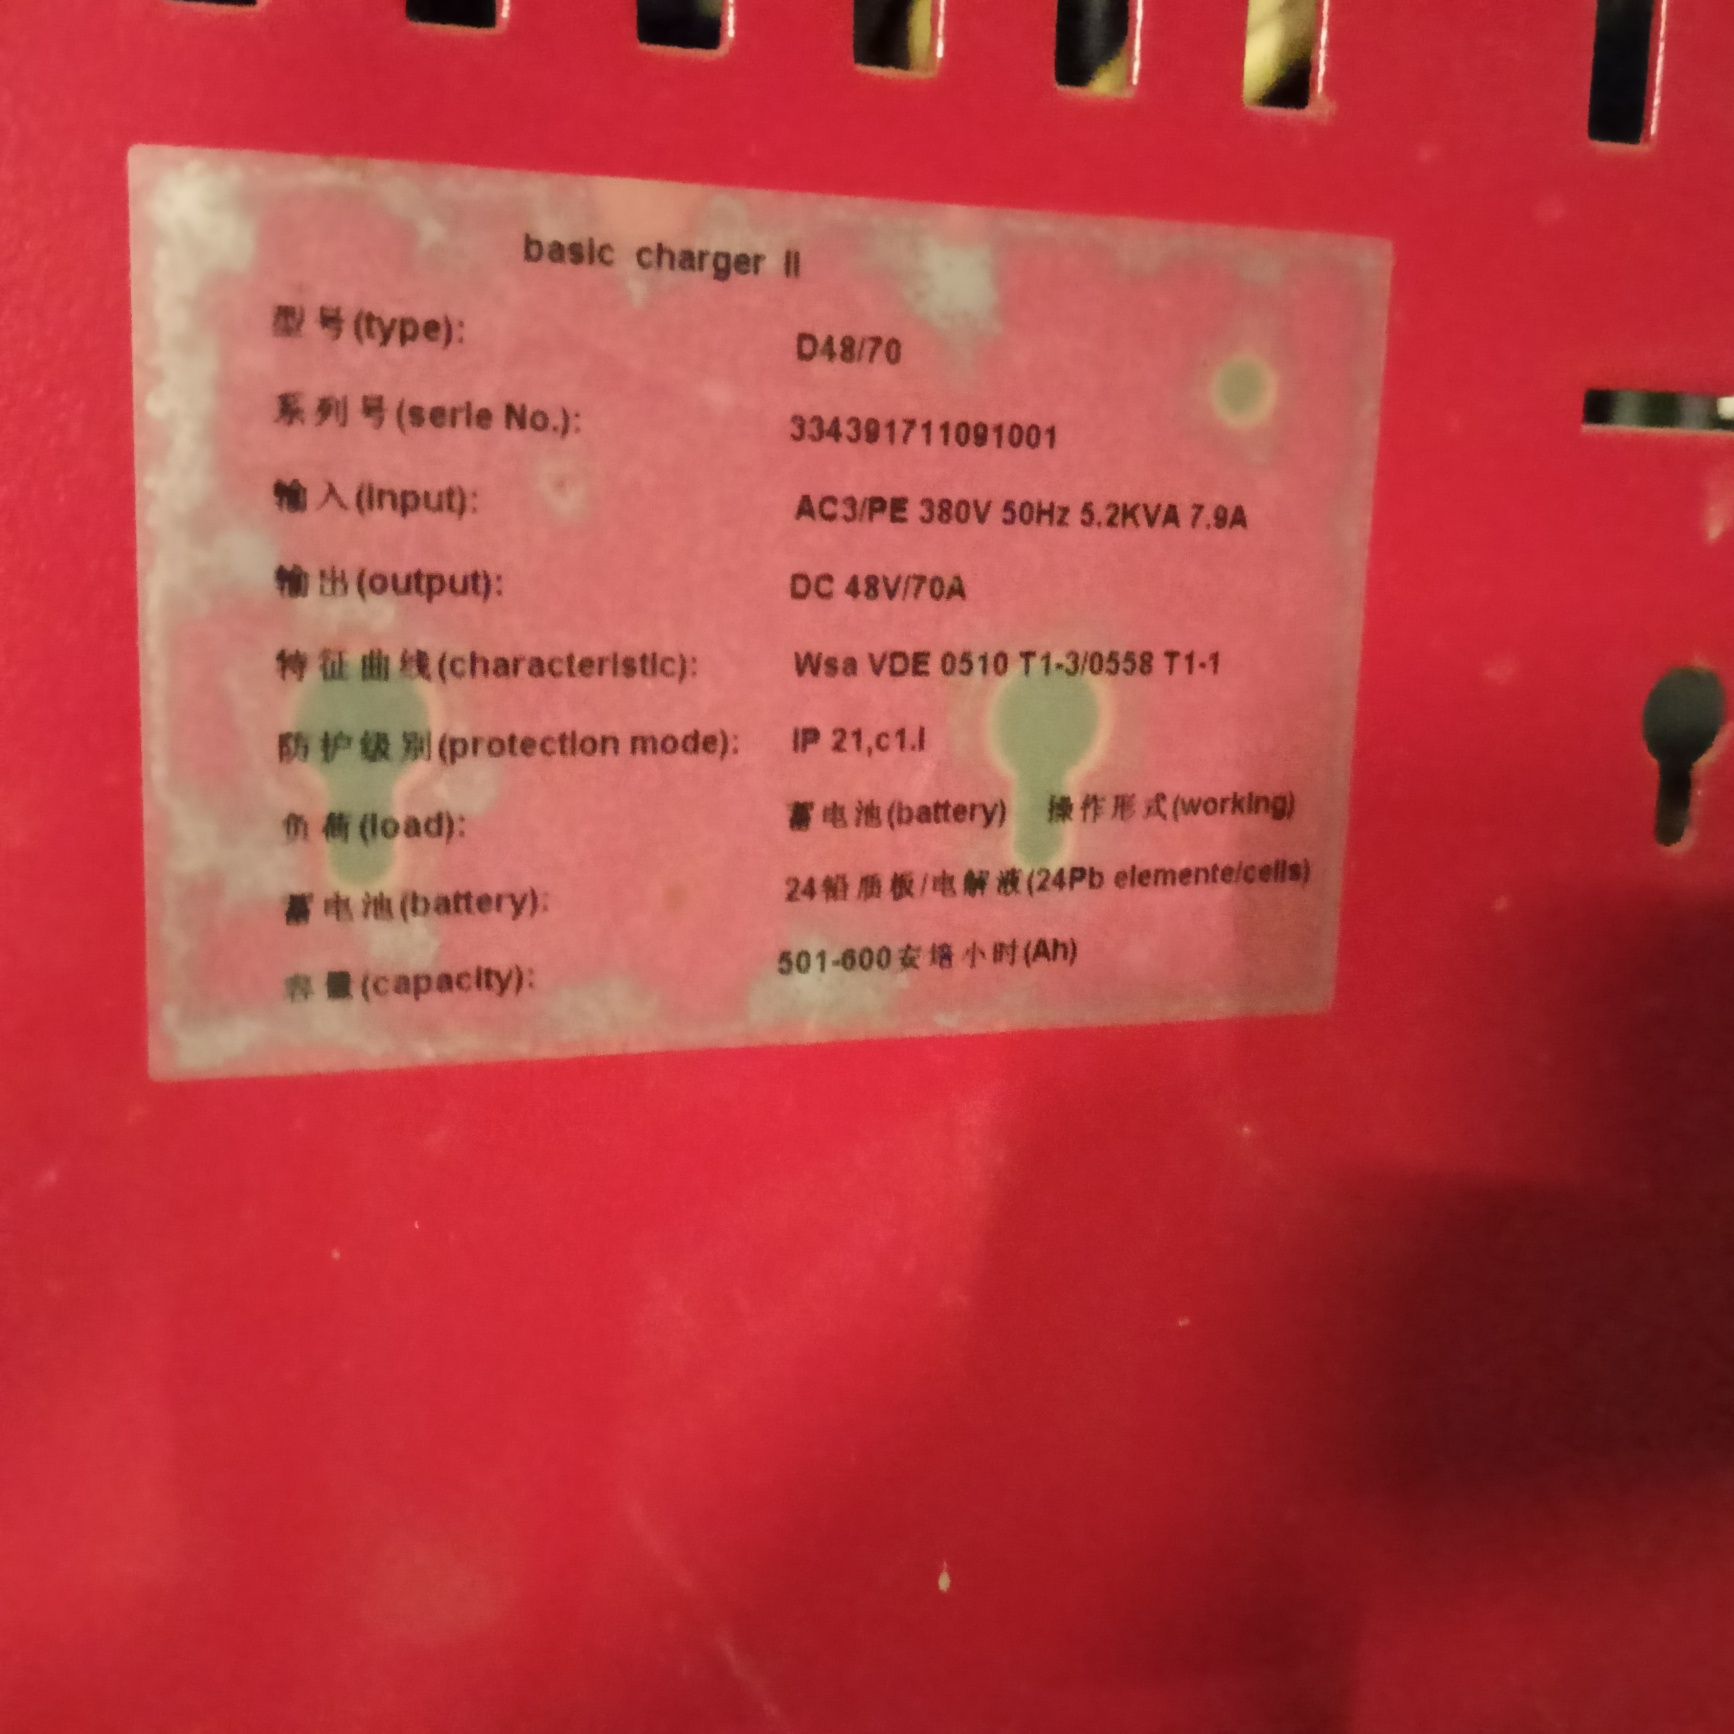 basic charger II
型号(type): D48/70
系列号(serie No.): 334391711091001
输入(input): AC3/PE 380V 50Hz 5.2KVA 7.9A
输出(output): DC 48V/70A
特征曲线(characteristic): Wsa VDE 0510 T1-3/0558 T1-1
防护级别(protection mode): IP 21,c1.I
负荷(load): 蓄电池(battery) 操作形式(working)
蓄电池(battery): 24铅质板/电解液(24Pb elemente/cells)
容量(capacity): 501-600安培小时(Ah)